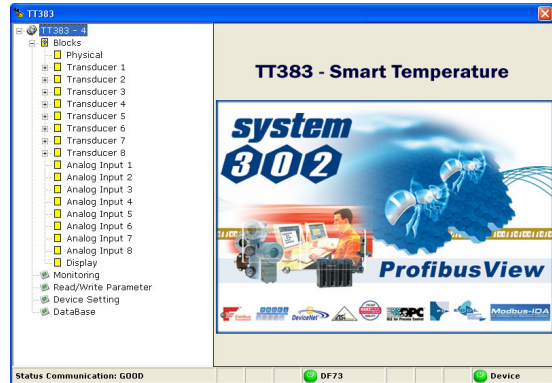 TT383
TT383 - 4
Blocks
Physical
Transducer 1
Transducer 2
Transducer 3
Transducer 4
Transducer 5
Transducer 6
Transducer 7
Transducer 8
Analog Input 1
Analog Input 2
Analog Input 3
Analog Input 4
Analog Input 5
Analog Input 6
Analog Input 7
Analog Input 8
Display
Monitoring
Read/Write Parameter
Device Setting
DataBase
TT383 - Smart Temperature
system
302
ProfibusView
DeviceNet
OPC
Modbus-IDA
Status Communication: GOOD
DF73
Device